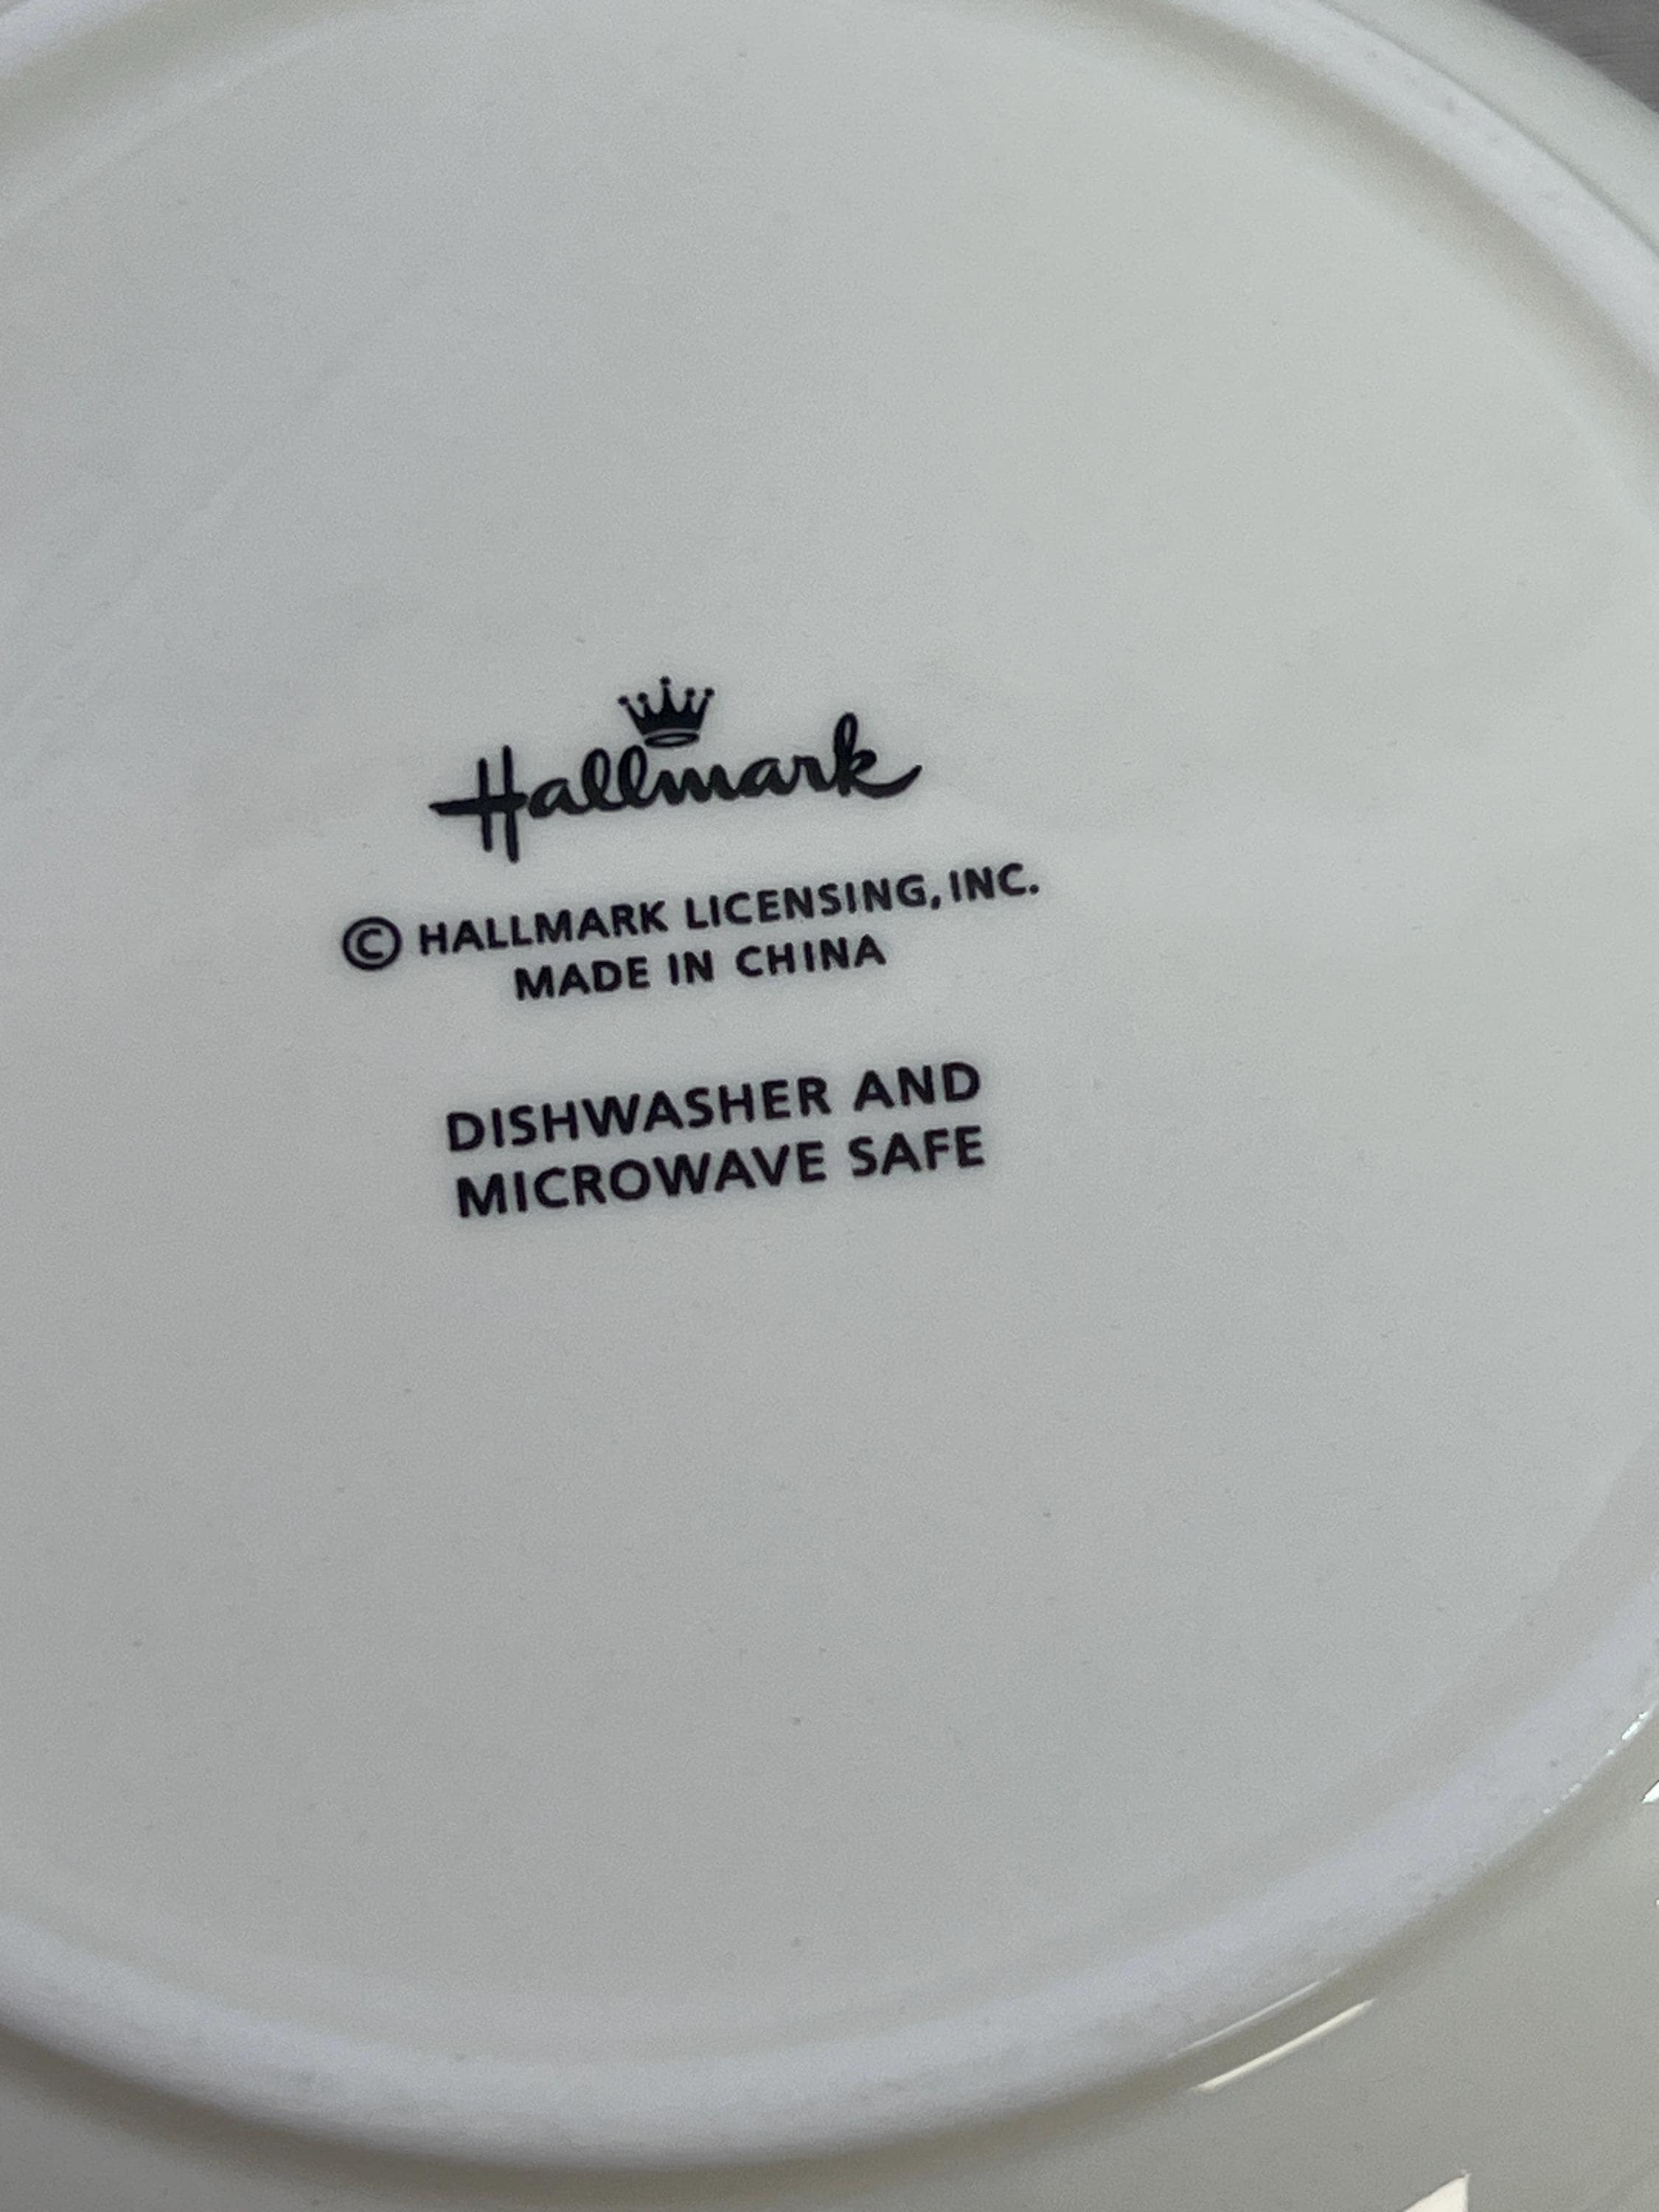 Hallmark
© HALLMARK LICENSING, INC.
MADE IN CHINA
DISHWASHER AND
MICROWAVE SAFE